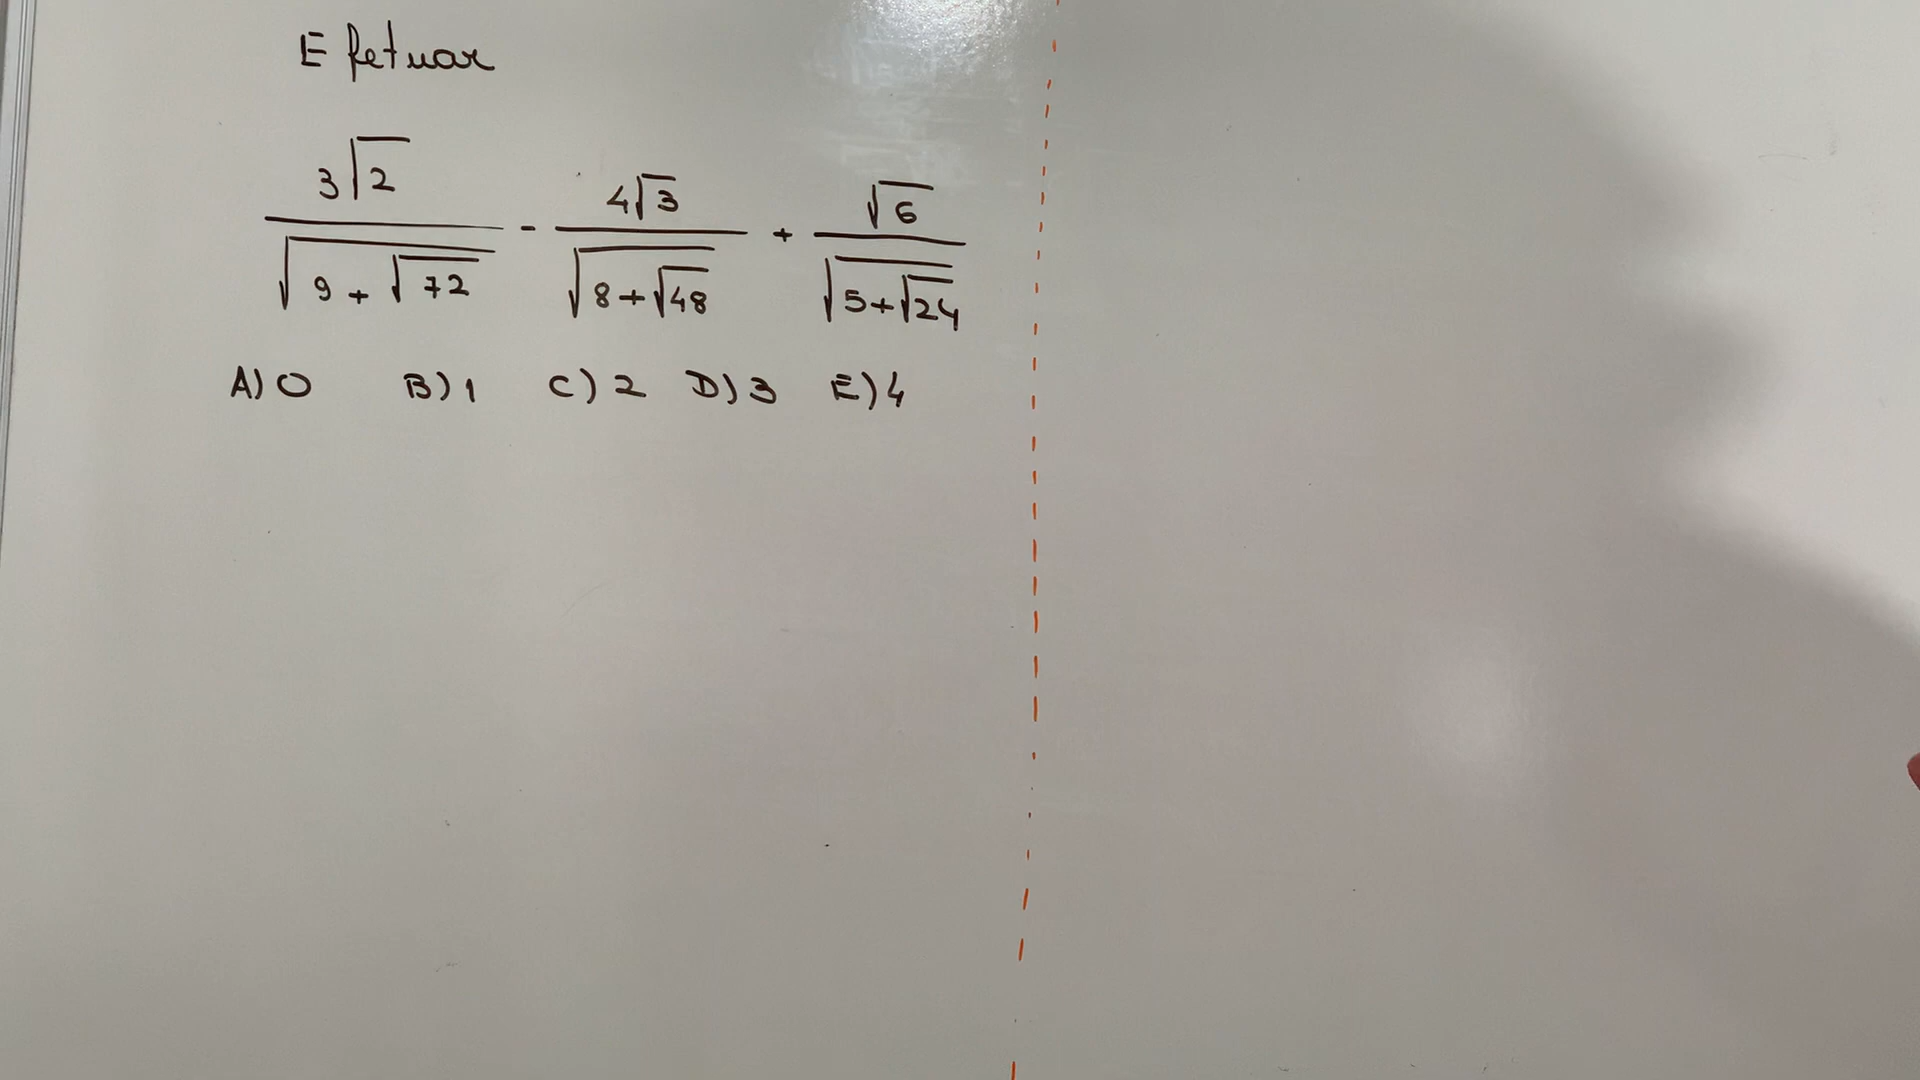 Efetuar
3√2/√(9+√72) - 4√3/√(8+√48) + √6/√(5+√24)
A) 0 B) 1 C) 2 D) 3 E) 4